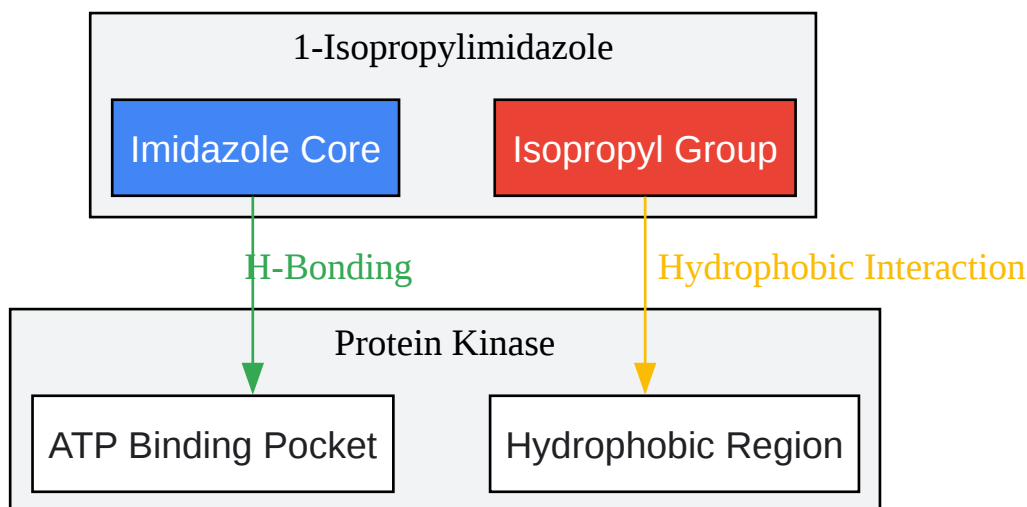 1-Isopropylimidazole
Imidazole Core
Isopropyl Group
H-Bonding
Hydrophobic Interaction
Protein Kinase
ATP Binding Pocket
Hydrophobic Region